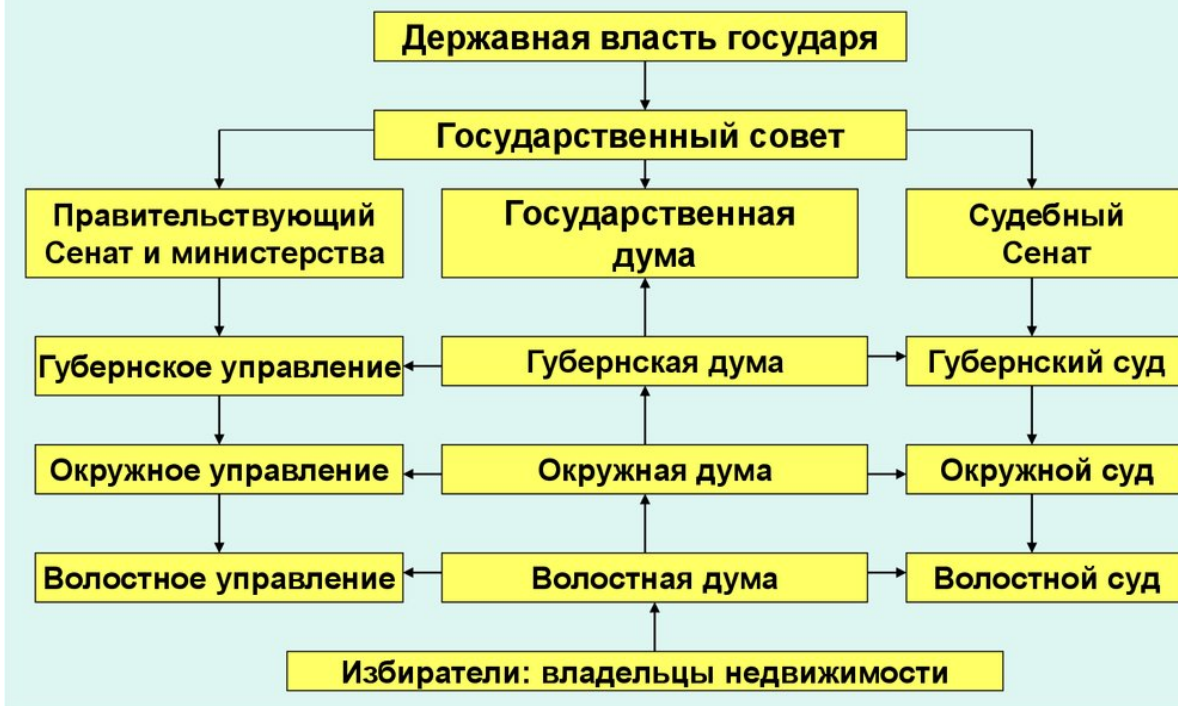 Державная власть государя
Государственный совет
Правительствующий
Сенат и министерства
Государственная
дума
Судебный
Сенат
Губернское управление
Губернская дума
Губернский суд
Окружное управление
Окружная дума
Окружной суд
Волостное управление
Волостная дума
Волостной суд
Избиратели: владельцы недвижимости